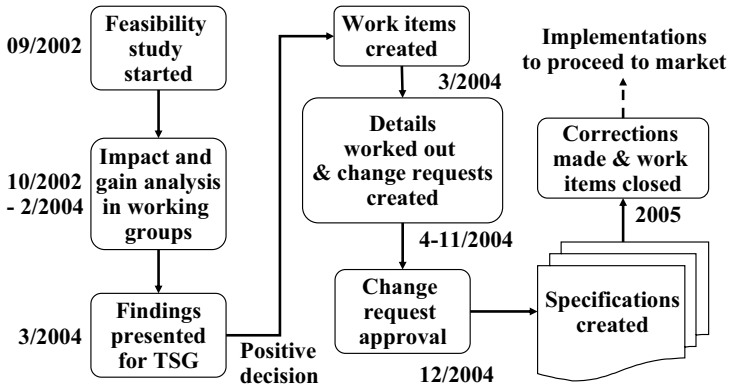 09/2002
Feasibility
study
started
10/2002
- 2/2004
Impact and
gain analysis
in working
groups
3/2004
Findings
presented
for TSG
Positive
decision
Work items
created
3/2004
Details
worked out
& change requests
created
4-11/2004
Change
request
approval
12/2004
Specifications
created
2005
Corrections
made & work
items closed
Implementations
to proceed to market